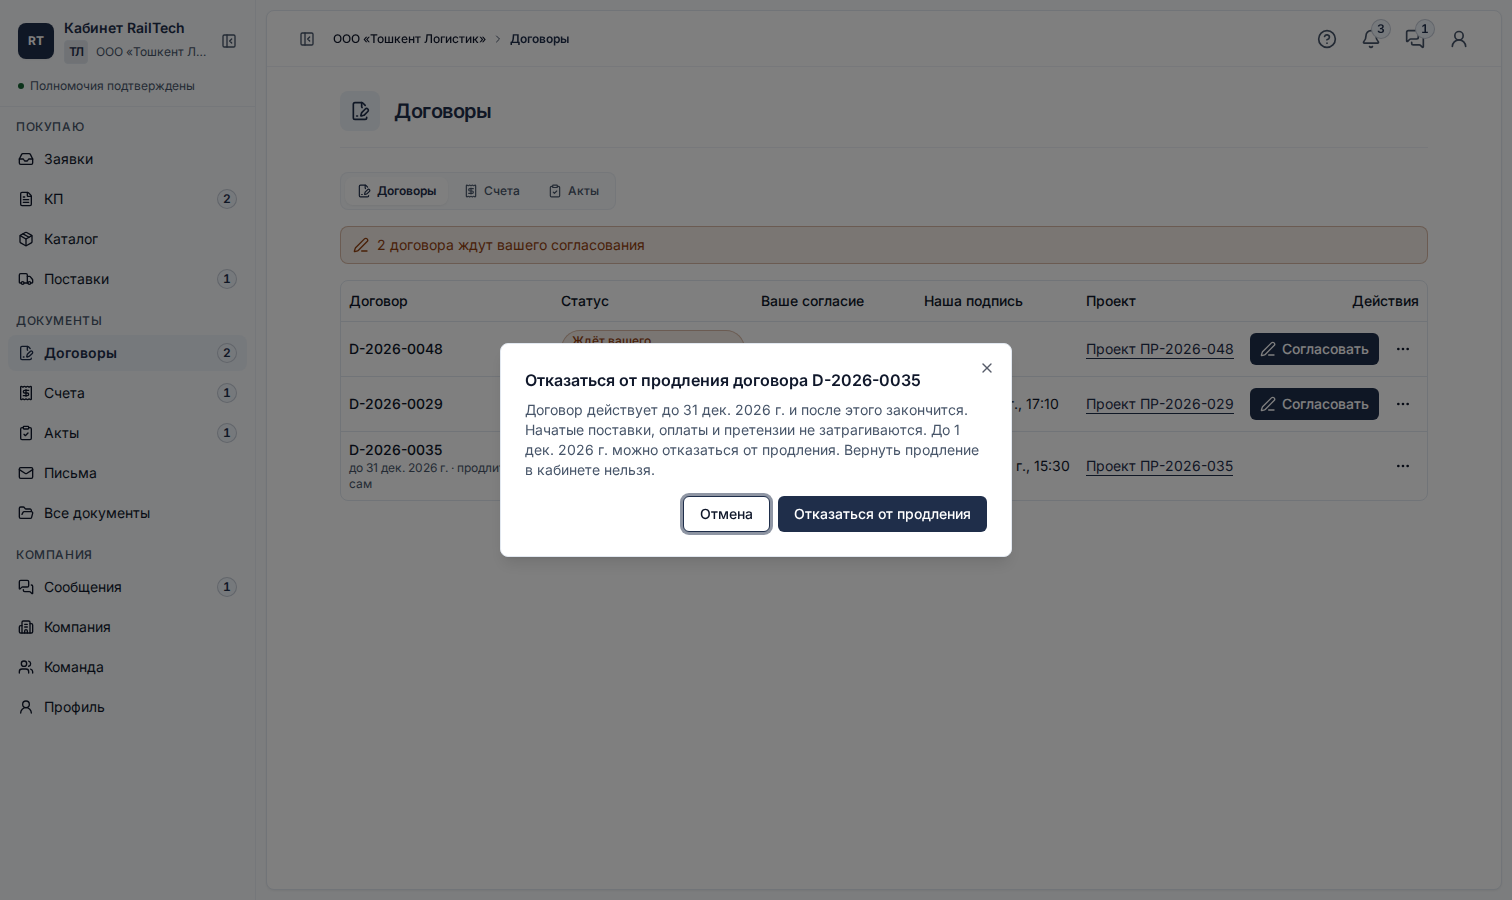 RT
Кабинет RailTech
ТЛ ООО «Тошкент Л...
Полномочия подтверждены
ПОКУПАЮ
Заявки
КП 2
Каталог
Поставки 1
ДОКУМЕНТЫ
Договоры 2
Счета 1
Акты 1
Письма
Все документы
КОМПАНИЯ
Сообщения 1
Компания
Команда
Профиль
ООО «Тошкент Логистик» > Договоры
3
1
Договоры
Договоры Счета Акты
2 договора ждут вашего согласования
Договор Статус Ваше согласие Наша подпись Проект Действия
D-2026-0048 Ждёт вашего Проект ПР-2026-048 Согласовать ...
D-2026-0029 г., 17:10 Проект ПР-2026-029 Согласовать ...
D-2026-0035 г., 15:30 Проект ПР-2026-035 ...
до 31 дек. 2026 г. ·
сам
Отказаться от продления договора D-2026-0035
Договор действует до 31 дек. 2026 г. и после этого закончится.
Начатые поставки, оплаты и претензии не затрагиваются. До 1
дек. 2026 г. можно отказаться от продления. Вернуть продление
в кабинете нельзя.
Отмена Отказаться от продления